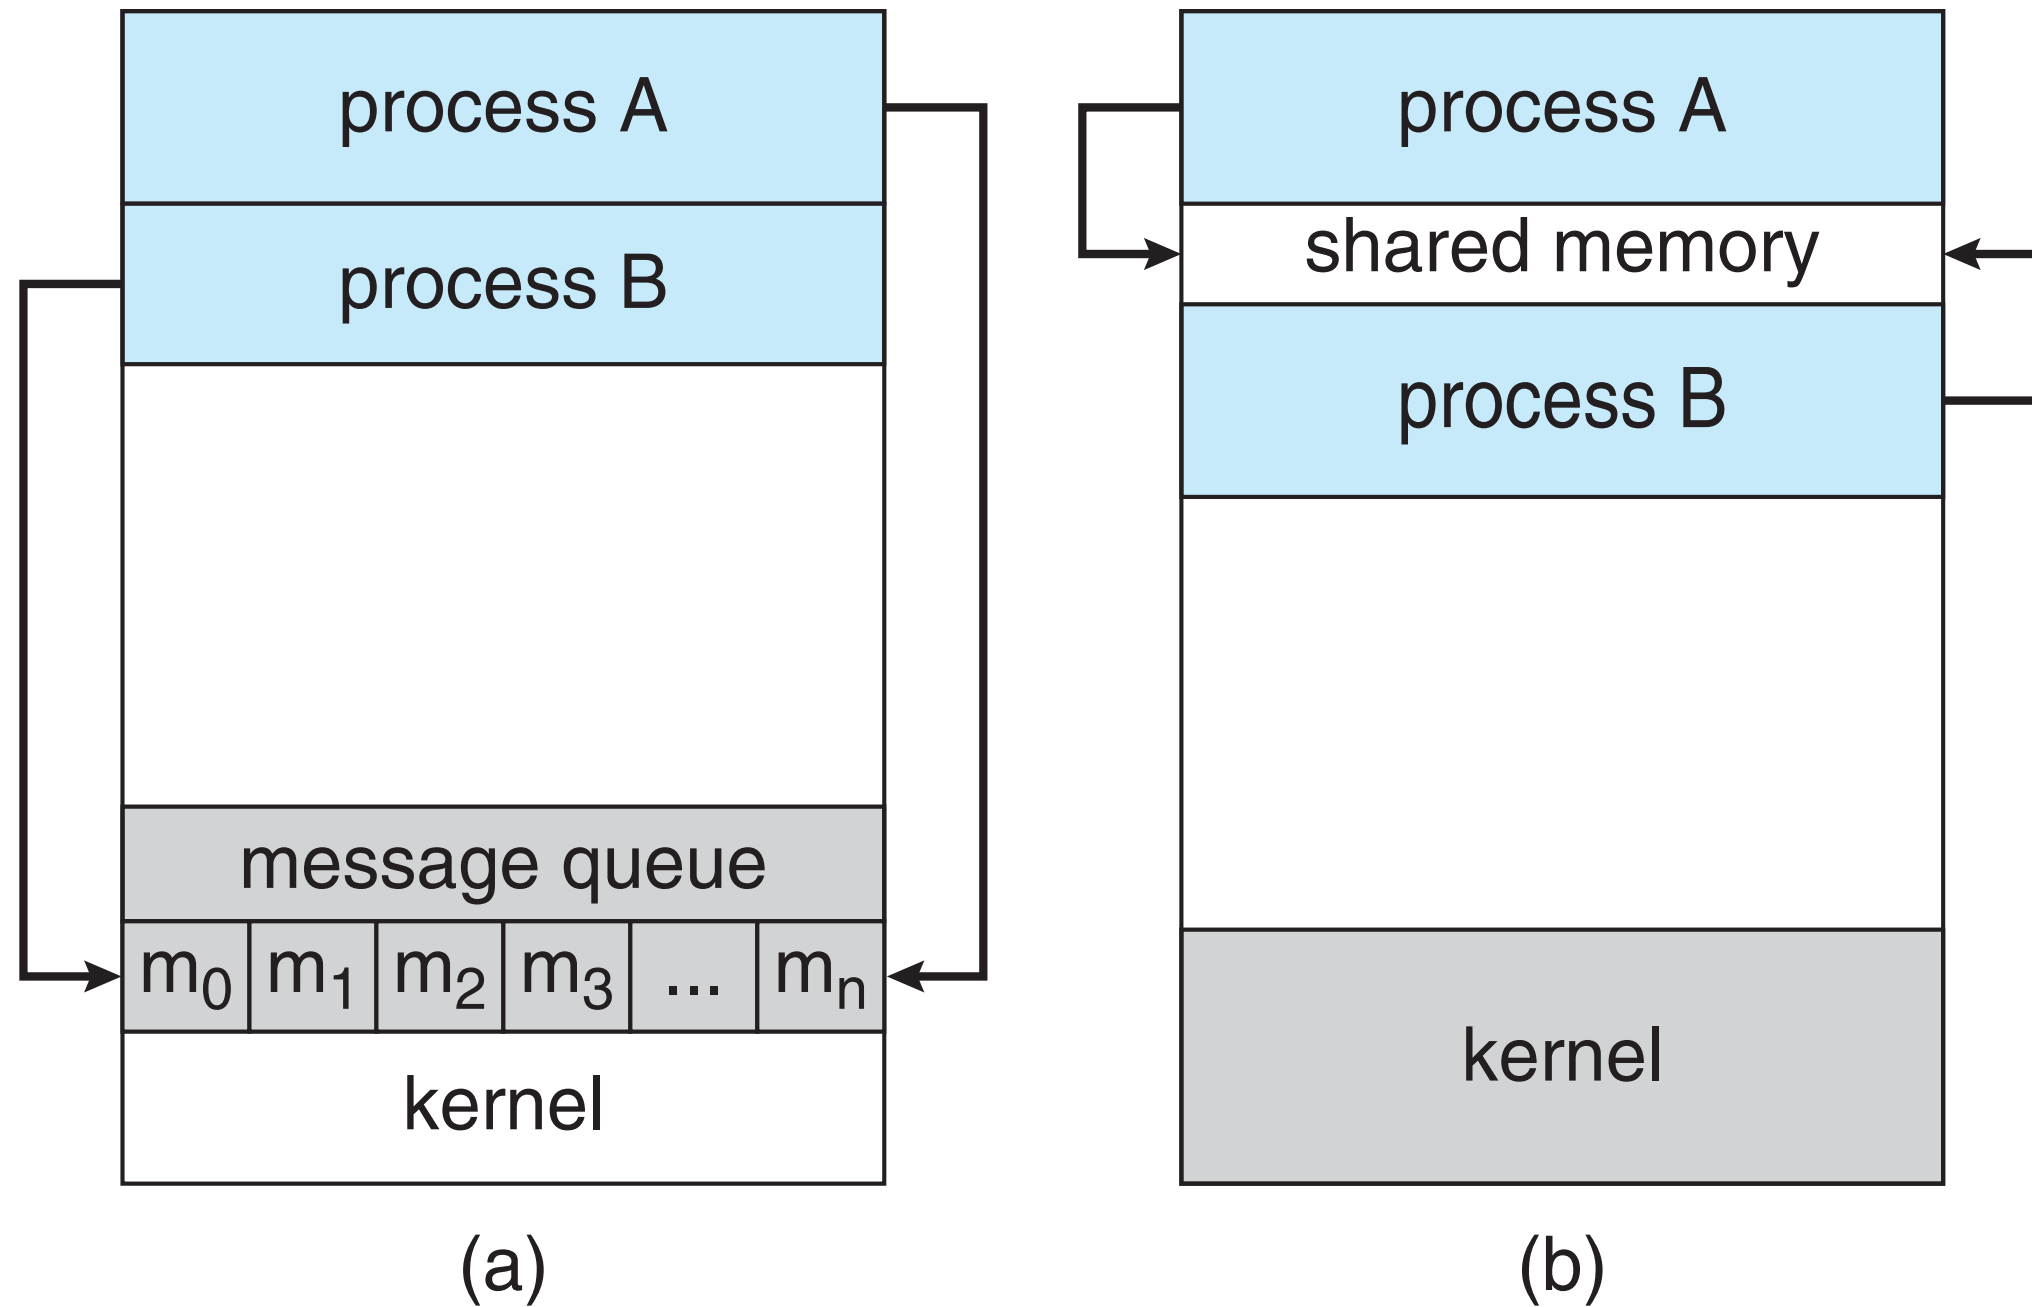 process A
process B
message queue
m0 m1 m2 m3 ... mn
kernel
(a)
process A
shared memory
process B
kernel
(b)